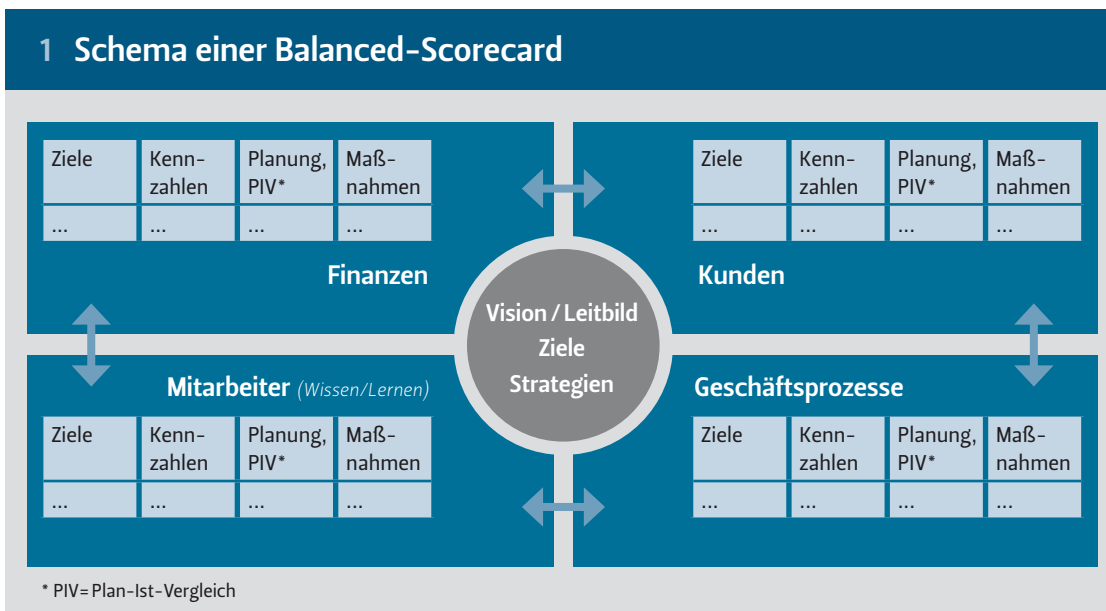 1 Schema einer Balanced-Scorecard
Ziele
Kenn-
zahlen
Planung,
PIV*
Maß-
nahmen
...
...
...
...
Finanzen
Ziele
Kenn-
zahlen
Planung,
PIV*
Maß-
nahmen
...
...
...
...
Kunden
Vision / Leitbild
Ziele
Strategien
Mitarbeiter (Wissen/Lernen)
Ziele
Kenn-
zahlen
Planung,
PIV*
Maß-
nahmen
...
...
...
...
Geschäftsprozesse
Ziele
Kenn-
zahlen
Planung,
PIV*
Maß-
nahmen
...
...
...
...
* PIV= Plan-Ist-Vergleich